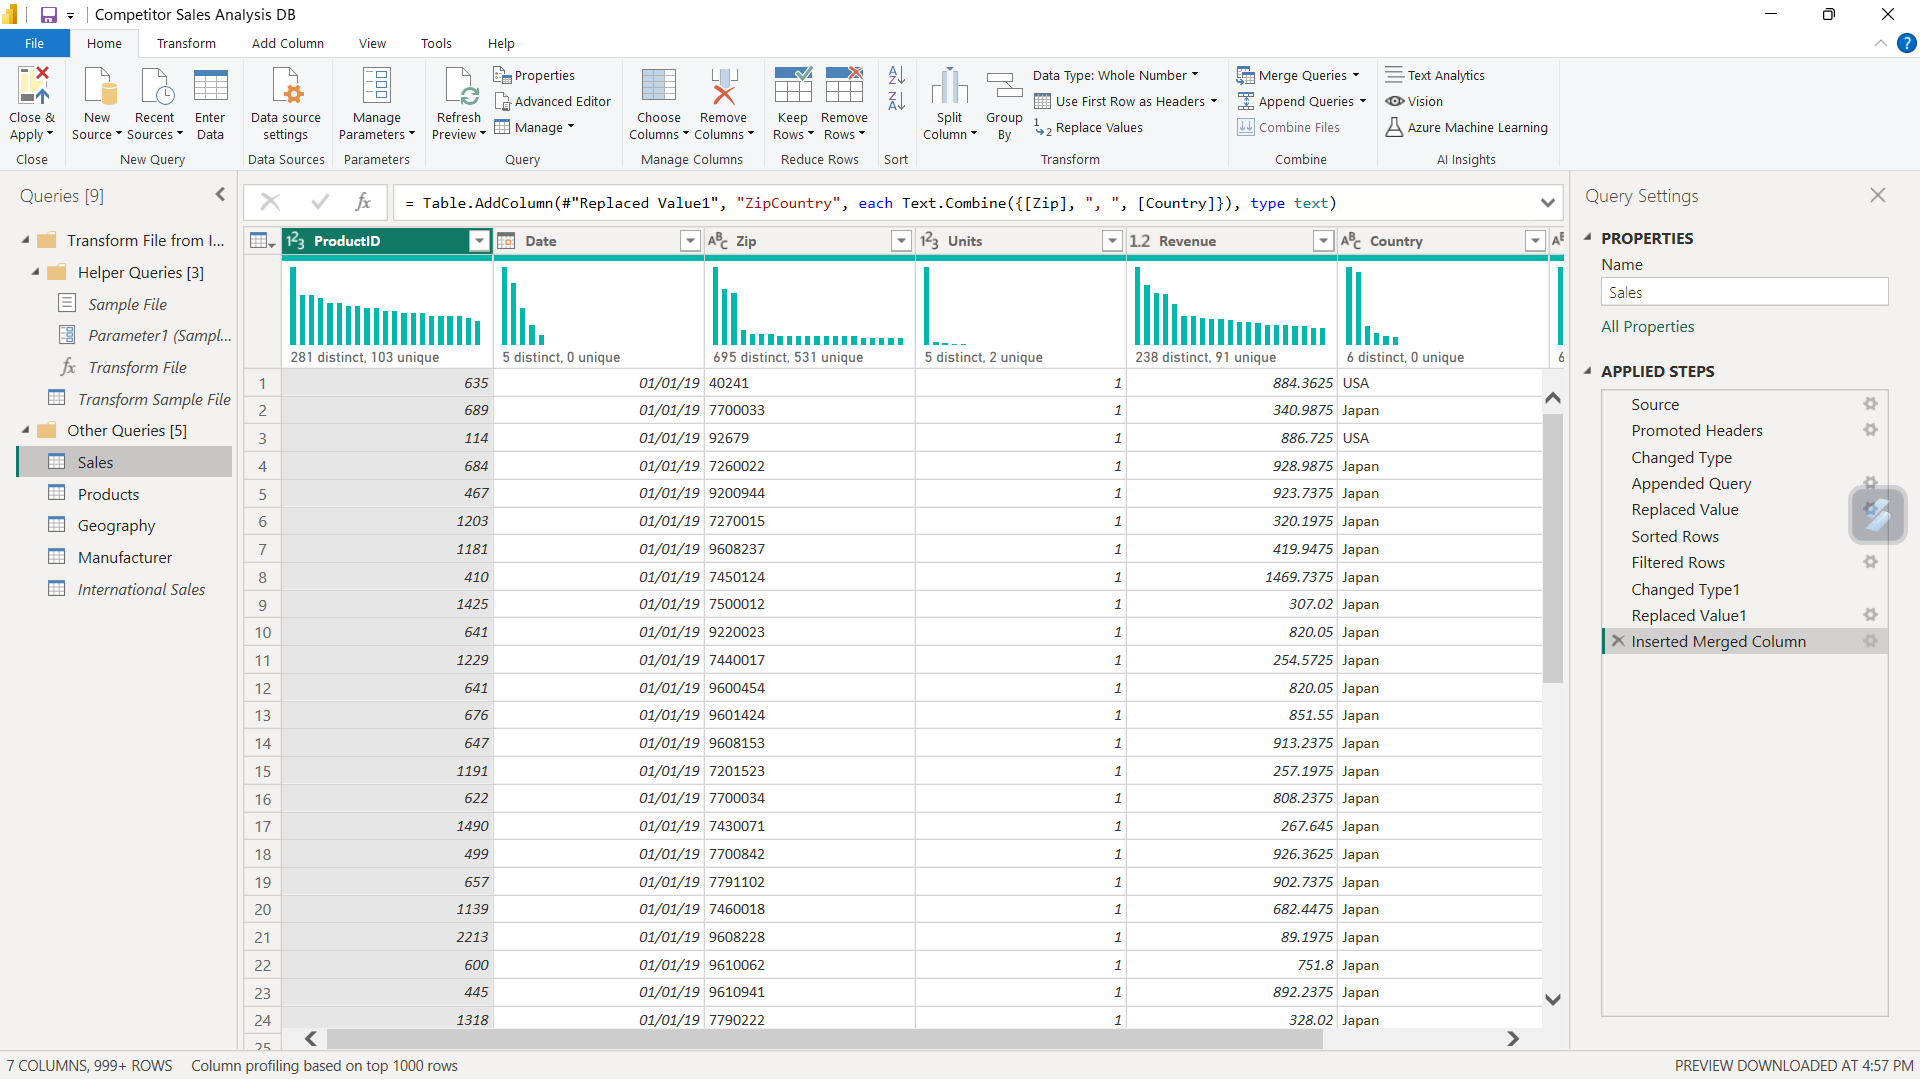 Competitor Sales Analysis DB
File Home Transform Add Column View Tools Help
?
Close & Apply
Close
New Source
Recent Sources
Enter Data
New Query
Data source settings
Data Sources
Manage Parameters
Parameters
Refresh Preview
Properties
Advanced Editor
Manage
Query
Choose Columns
Remove Columns
Manage Columns
Keep Rows
Remove Rows
Reduce Rows
Sort
Split Column
Group By
Data Type: Whole Number
Use First Row as Headers
Replace Values
Transform
Merge Queries
Append Queries
Combine Files
Combine
Text Analytics
Vision
Azure Machine Learning
AI Insights
Queries [9]
Transform File from I...
Helper Queries [3]
Sample File
Parameter1 (Sampl...
Transform File
Transform Sample File
Other Queries [5]
Sales
Products
Geography
Manufacturer
International Sales
fx = Table.AddColumn(#"Replaced Value1", "ZipCountry", each Text.Combine({[Zip], ", ", [Country]}), type text)
ProductID Date Zip Units Revenue Country
281 distinct, 103 unique 5 distinct, 0 unique 695 distinct, 531 unique 5 distinct, 2 unique 238 distinct, 91 unique 6 distinct, 0 unique 6
1 635 01/01/19 40241 1 884.3625 USA
2 689 01/01/19 7700033 1 340.9875 Japan
3 114 01/01/19 92679 1 886.725 USA
4 684 01/01/19 7260022 1 928.9875 Japan
5 467 01/01/19 9200944 1 923.7375 Japan
6 1203 01/01/19 7270015 1 320.1975 Japan
7 1181 01/01/19 9608237 1 419.9475 Japan
8 410 01/01/19 7450124 1 1469.7375 Japan
9 1425 01/01/19 7500012 1 307.02 Japan
10 641 01/01/19 9220023 1 820.05 Japan
11 1229 01/01/19 7440017 1 254.5725 Japan
12 641 01/01/19 9600454 1 820.05 Japan
13 676 01/01/19 9601424 1 851.55 Japan
14 647 01/01/19 9608153 1 913.2375 Japan
15 1191 01/01/19 7201523 1 257.1975 Japan
16 622 01/01/19 7700034 1 808.2375 Japan
17 1490 01/01/19 7430071 1 267.645 Japan
18 499 01/01/19 7700842 1 926.3625 Japan
19 657 01/01/19 7791102 1 902.7375 Japan
20 1139 01/01/19 7460018 1 682.4475 Japan
21 2213 01/01/19 9608228 1 89.1975 Japan
22 600 01/01/19 9610062 1 751.8 Japan
23 445 01/01/19 9610941 1 892.2375 Japan
24 1318 01/01/19 7790222 1 328.02 Japan
25
Query Settings
PROPERTIES
Name
Sales
All Properties
APPLIED STEPS
Source
Promoted Headers
Changed Type
Appended Query
Replaced Value
Sorted Rows
Filtered Rows
Changed Type1
Replaced Value1
Inserted Merged Column
7 COLUMNS, 999+ ROWS Column profiling based on top 1000 rows PREVIEW DOWNLOADED AT 4:57 PM